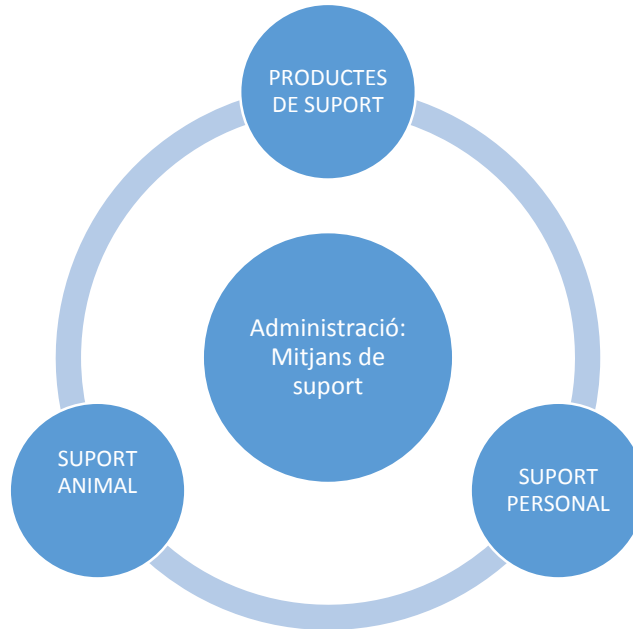 PRODUCTES
DE SUPORT
Administració:
Mitjans de
suport
SUPORT
ANIMAL
SUPORT
PERSONAL